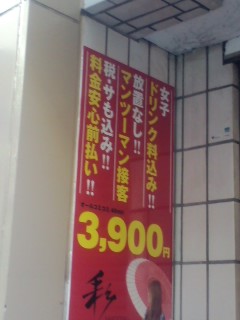 女子
ドリンク料込み!!
放置なし!!
マンツーマン接客
税・サも込み!!
料金安心前払い!!
3,900円
彩